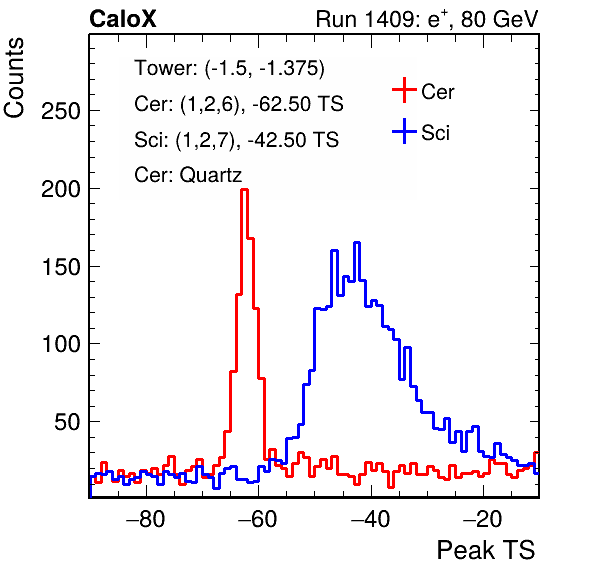 CaloX Run 1409: e⁺, 80 GeV
Counts
Tower: (-1.5, -1.375)
Cer: (1,2,6), -62.50 TS
Sci: (1,2,7), -42.50 TS
Cer: Quartz
Cer
Sci
250
200
150
100
50
−80 −60 −40 −20
Peak TS